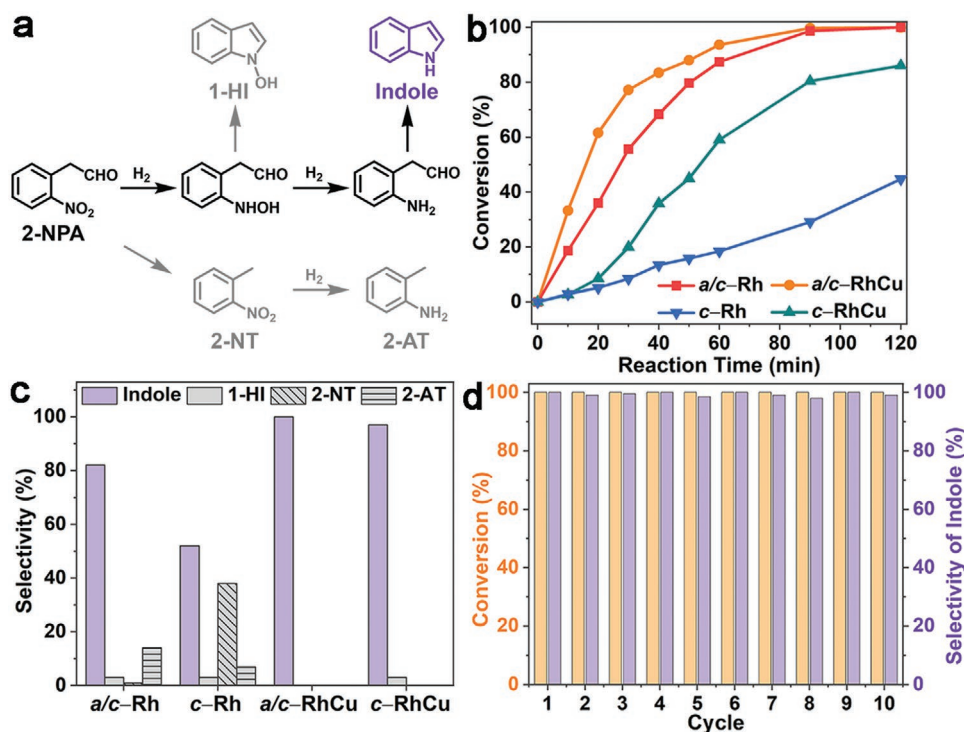 a
OH
1-HI
N
H
Indole
CHO
NO₂
2-NPA
H₂
CHO
NHOH
H₂
CHO
NH₂
NO₂
2-NT
H₂
NH₂
2-AT
b
Conversion (%)
100
80
60
40
20
0
a/c–Rh
a/c–RhCu
c–Rh
c–RhCu
0 20 40 60 80 100 120
Reaction Time (min)
c
Selectivity (%)
Indole 1-HI 2-NT 2-AT
100
80
60
40
20
0
a/c–Rh c–Rh a/c–RhCu c–RhCu
d
Conversion (%)
100
80
60
40
20
0
1 2 3 4 5 6 7 8 9 10
Cycle
100
80
60
40
20
0
Selectivity of Indole (%)